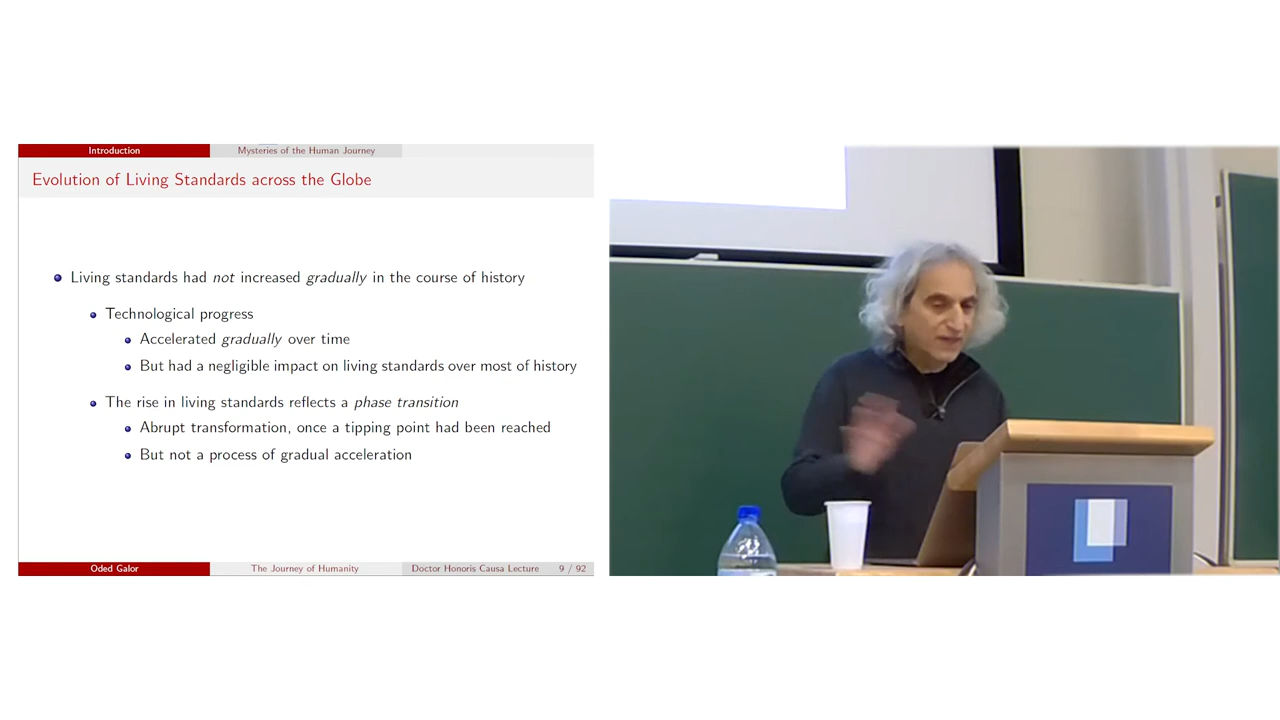 Introduction
Mysteries of the Human Journey
Evolution of Living Standards across the Globe
Living standards had not increased gradually in the course of history
Technological progress
Accelerated gradually over time
But had a negligible impact on living standards over most of history
The rise in living standards reflects a phase transition
Abrupt transformation, once a tipping point had been reached
But not a process of gradual acceleration
Oded Galor
The Journey of Humanity
Doctor Honoris Causa Lecture
9 / 92